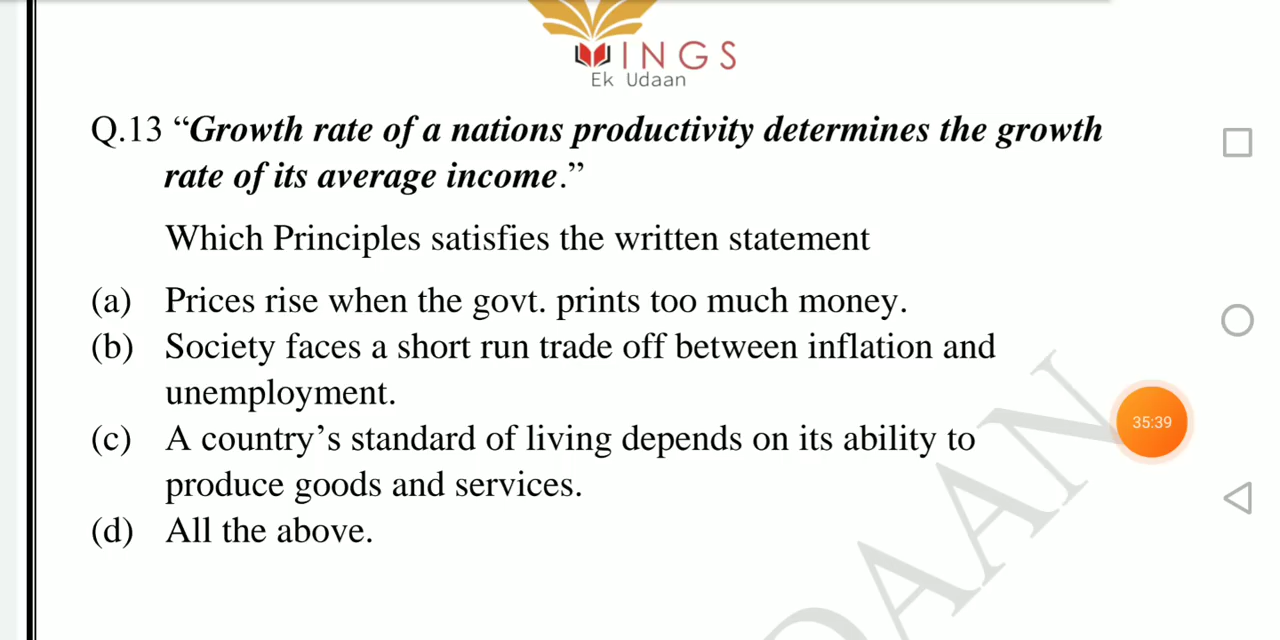 WINGS
Ek Udaan
Q.13 “Growth rate of a nations productivity determines the growth
rate of its average income.”
Which Principles satisfies the written statement
(a) Prices rise when the govt. prints too much money.
(b) Society faces a short run trade off between inflation and
unemployment.
(c) A country’s standard of living depends on its ability to
produce goods and services.
(d) All the above.
35:39